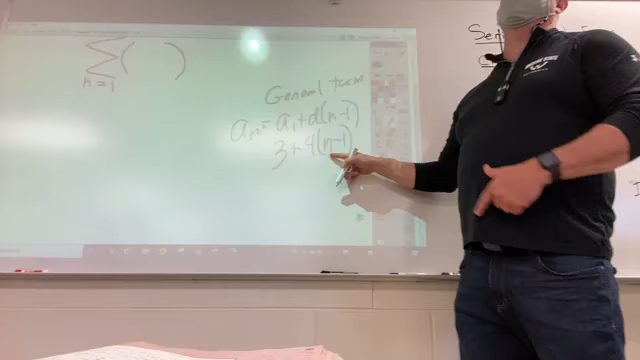 Σ ( )
n=1
General term
aₙ = a₁ + d(n-1)
3 + 4(n-1)